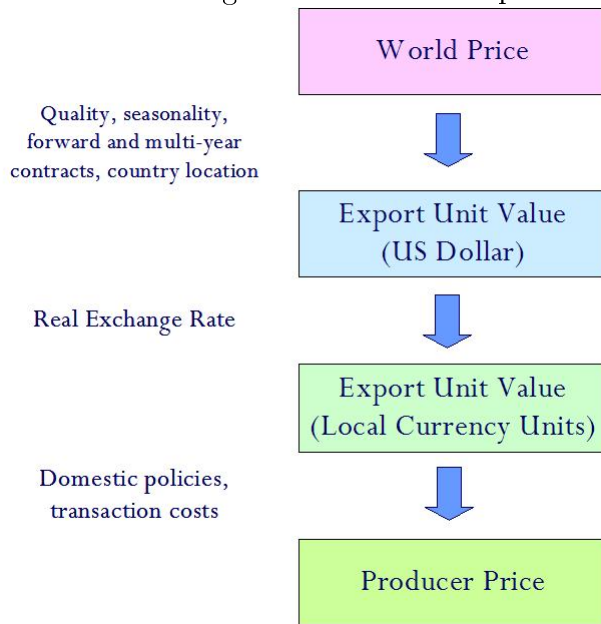 World Price
Quality, seasonality,
forward and multi-year
contracts, country location
Export Unit Value
(US Dollar)
Real Exchange Rate
Export Unit Value
(Local Currency Units)
Domestic policies,
transaction costs
Producer Price